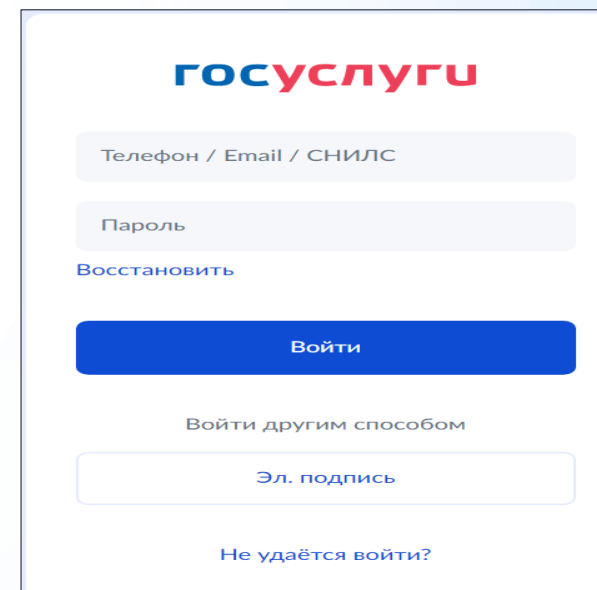 госуслуги
Телефон / Email / СНИЛС
Пароль
Восстановить
Войти
Войти другим способом
Эл. подпись
Не удаётся войти?